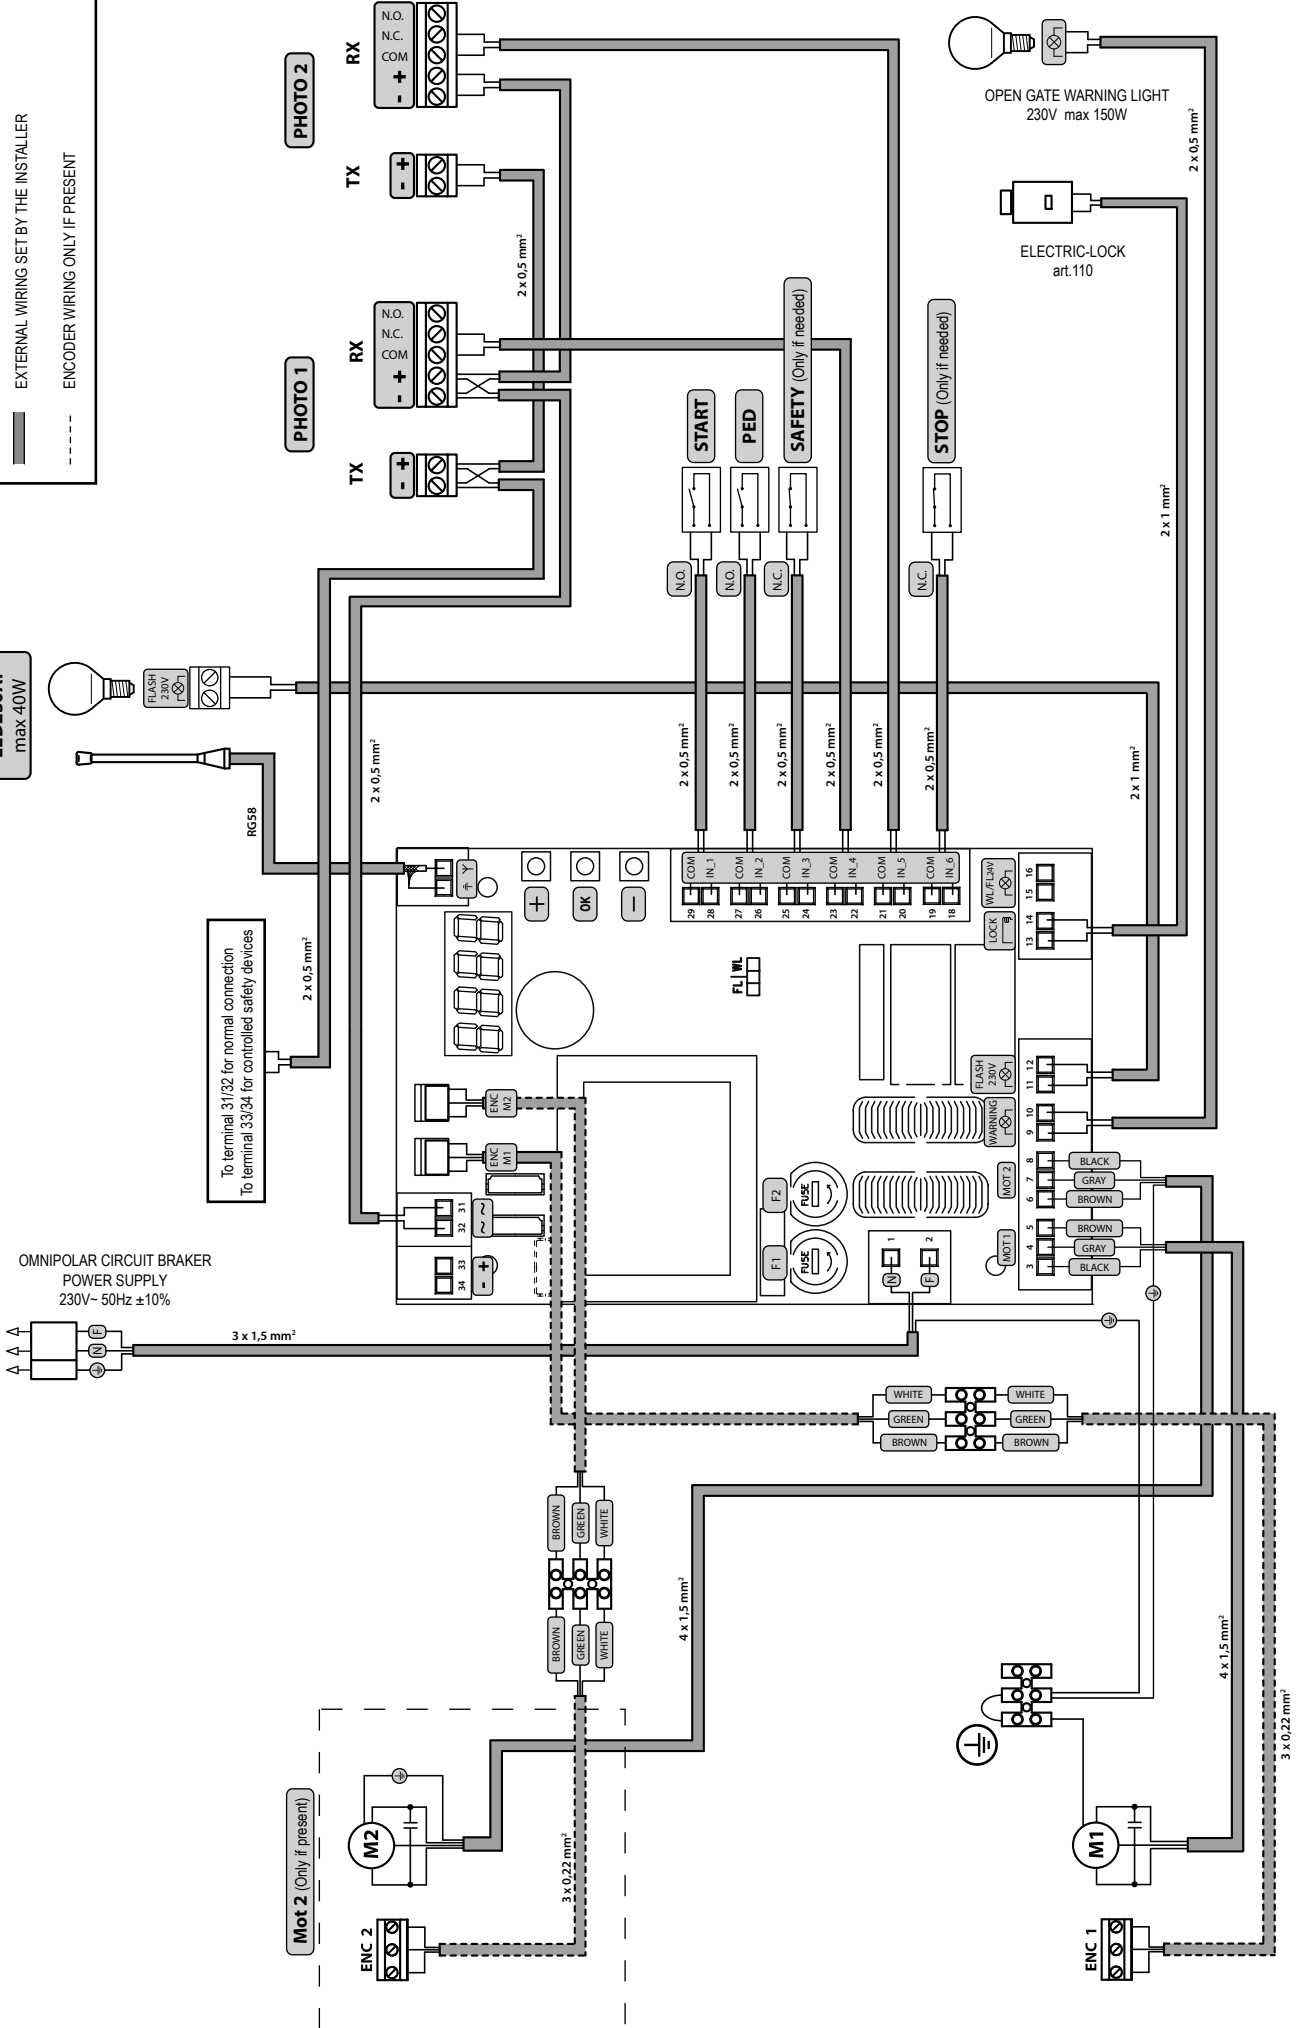 EXTERNAL WIRING SET BY THE INSTALLER
ENCODER WIRING ONLY IF PRESENT
PHOTO 2
RX
N.O.
N.C.
COM
+
-
TX
- +
2 x 0,5 mm²
PHOTO 1
RX
N.O.
N.C.
COM
+
-
TX
- +
OPEN GATE WARNING LIGHT
230V max 150W
2 x 0,5 mm²
ELECTRIC-LOCK
art.110
2 x 1 mm²
START
PED
SAFETY (Only if needed)
STOP (Only if needed)
N.O.
N.O.
N.C.
N.C.
max 40W
FLASH
230V
RG58
2 x 0,5 mm²
2 x 0,5 mm²
2 x 0,5 mm²
2 x 0,5 mm²
2 x 0,5 mm²
2 x 0,5 mm²
2 x 0,5 mm²
2 x 1 mm²
To terminal 31/32 for normal connection
To terminal 33/34 for controlled safety devices
2 x 0,5 mm²
Y
+
OK
-
COM
IN_1
COM
IN_2
COM
IN_3
COM
IN_4
COM
IN_5
COM
IN_6
29
28
27
26
25
24
23
22
21
20
19
18
FL WL
WL/FL24V
16
15
LOCK
14
13
FLASH
230V
12
11
WARNING
10
9
MOT 2
8
7
6
BLACK
GRAY
BROWN
MOT1
5
4
3
BROWN
GRAY
BLACK
ENC
M2
ENC
M1
31
32
~ ~
33
34
- +
F2
FUSE
F1
FUSE
1
2
N
F
OMNIPOLAR CIRCUIT BRAKER
POWER SUPPLY
230V~ 50Hz ±10%
F
N
3 x 1,5 mm²
WHITE
GREEN
BROWN
WHITE
GREEN
BROWN
BROWN
GREEN
WHITE
BROWN
GREEN
WHITE
4 x 1,5 mm²
4 x 1,5 mm²
3 x 0,22 mm²
Mot 2 (Only if present)
M2
3 x 0,22 mm²
ENC 2
M1
ENC 1